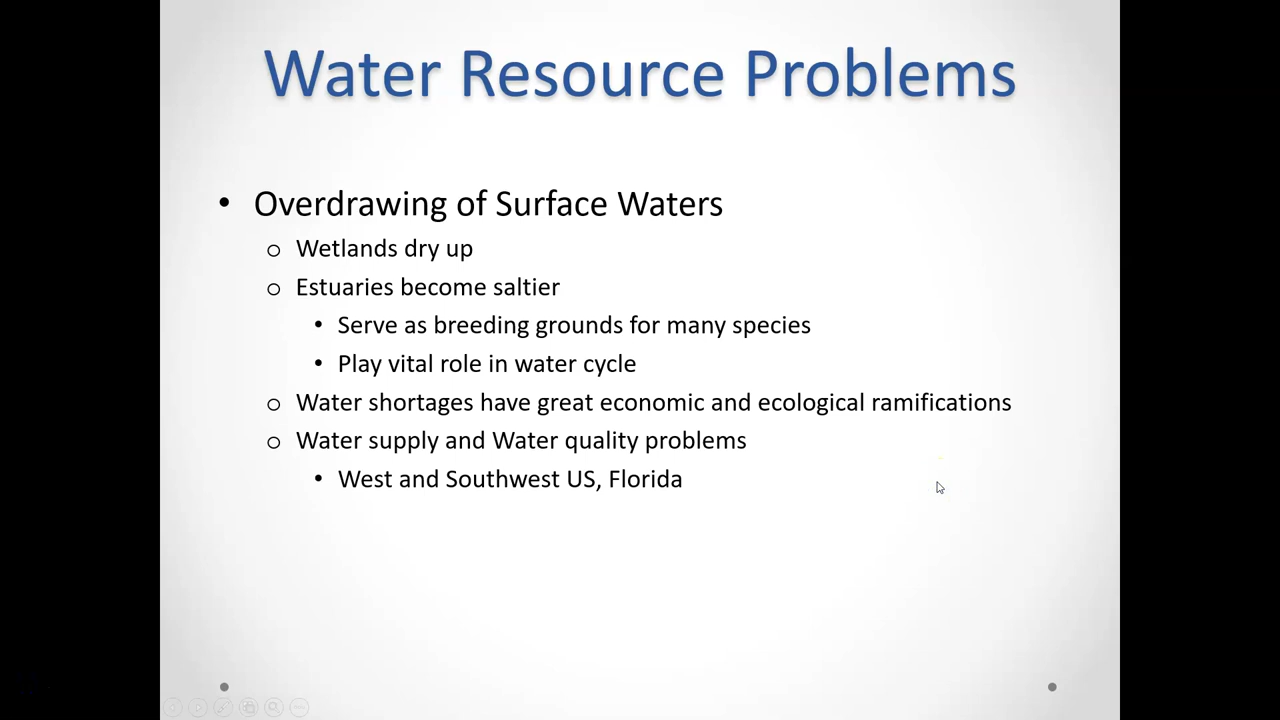 Water Resource Problems
• Overdrawing of Surface Waters
o Wetlands dry up
o Estuaries become saltier
• Serve as breeding grounds for many species
• Play vital role in water cycle
o Water shortages have great economic and ecological ramifications
o Water supply and Water quality problems
• West and Southwest US, Florida